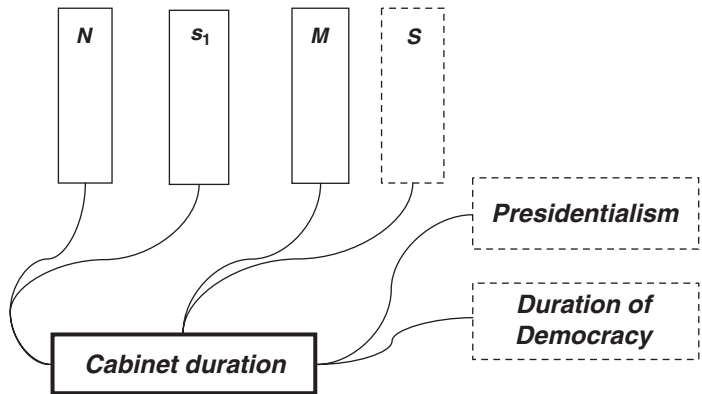 N
s₁
M
S
Presidentialism
Duration of
Democracy
Cabinet duration